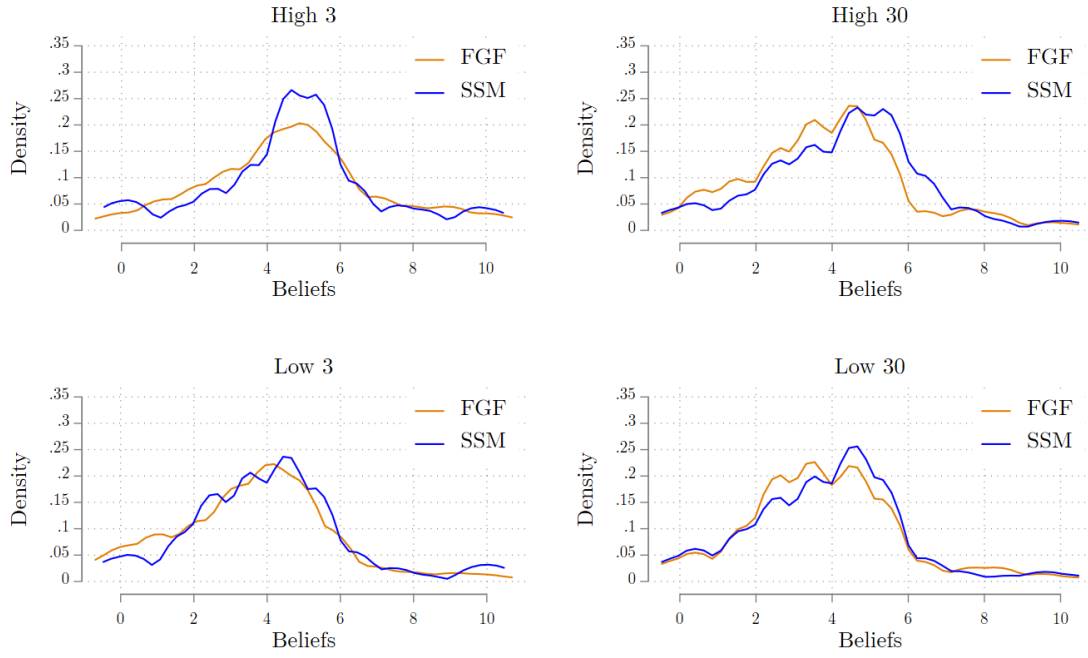 High 3
.35
.3
.25
.2
.15
.1
.05
0
Density
FGF
SSM
0 2 4 6 8 10
Beliefs
High 30
.35
.3
.25
.2
.15
.1
.05
0
Density
FGF
SSM
0 2 4 6 8 10
Beliefs
Low 3
.35
.3
.25
.2
.15
.1
.05
0
Density
FGF
SSM
0 2 4 6 8 10
Beliefs
Low 30
.35
.3
.25
.2
.15
.1
.05
0
Density
FGF
SSM
0 2 4 6 8 10
Beliefs